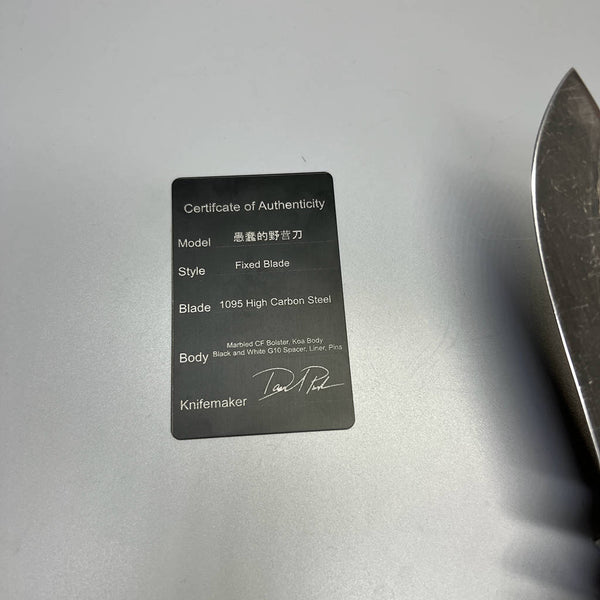 Certifcate of Authenticity
Model 愚蠢的野营刀
Style Fixed Blade
Blade 1095 High Carbon Steel
Marbled CF Bolster, Koa Body
Body Black and White G10 Spacer, Liner, Pins
Knifemaker